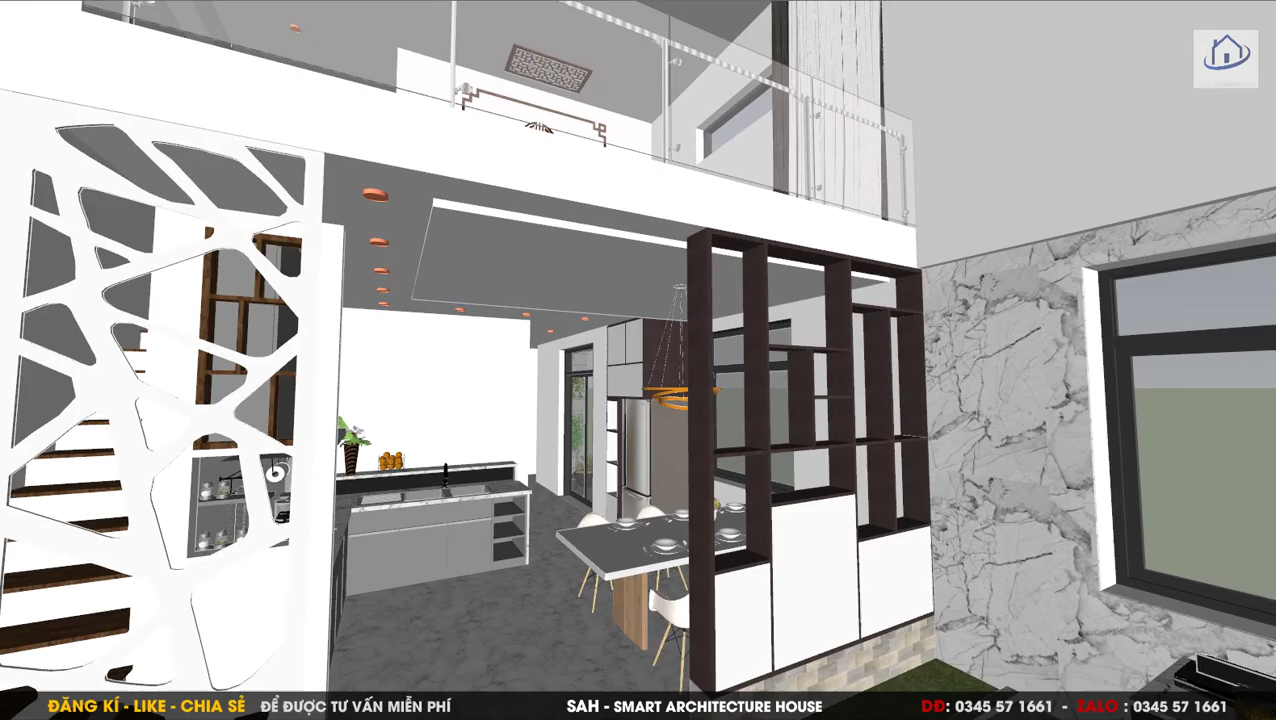 ĐĂNG KÍ - LIKE - CHIA SẺ ĐỂ ĐƯỢC TƯ VẤN MIỄN PHÍ SAH - SMART ARCHITECTURE HOUSE DĐ: 0345 57 1661 - ZALO : 0345 57 1661